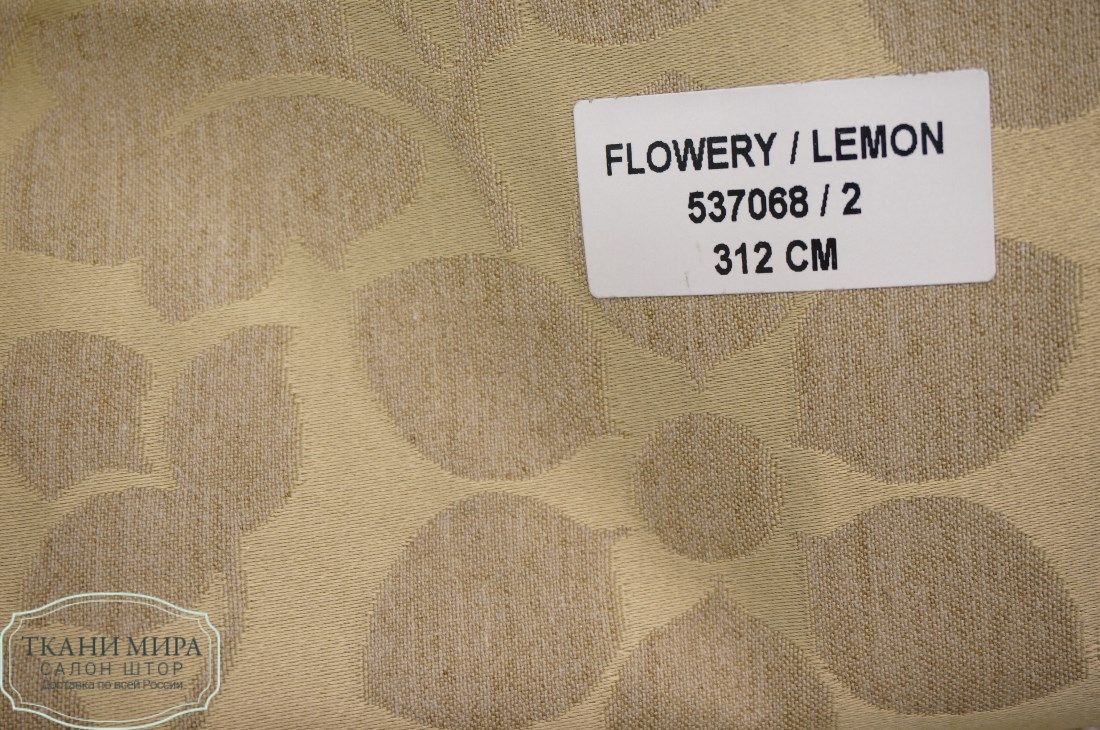 FLOWERY / LEMON
537068 / 2
312 CM
ТКАНИ МИРА
САЛОН ШТОР
Доставка по всей России